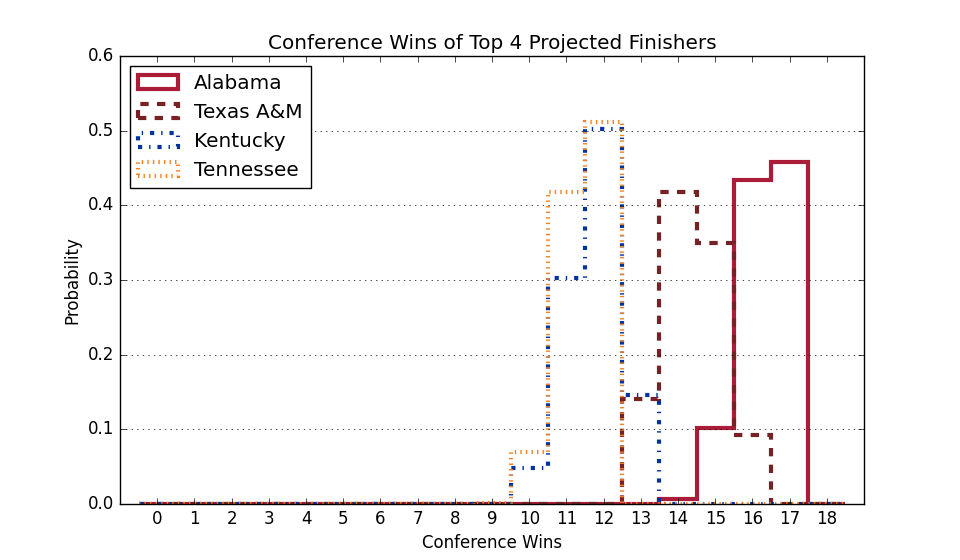 Conference Wins of Top 4 Projected Finishers
0.6
0.5
0.4
0.3
0.2
0.1
0.0
Probability
Alabama
Texas A&M
Kentucky
Tennessee
0 1 2 3 4 5 6 7 8 9 10 11 12 13 14 15 16 17 18
Conference Wins